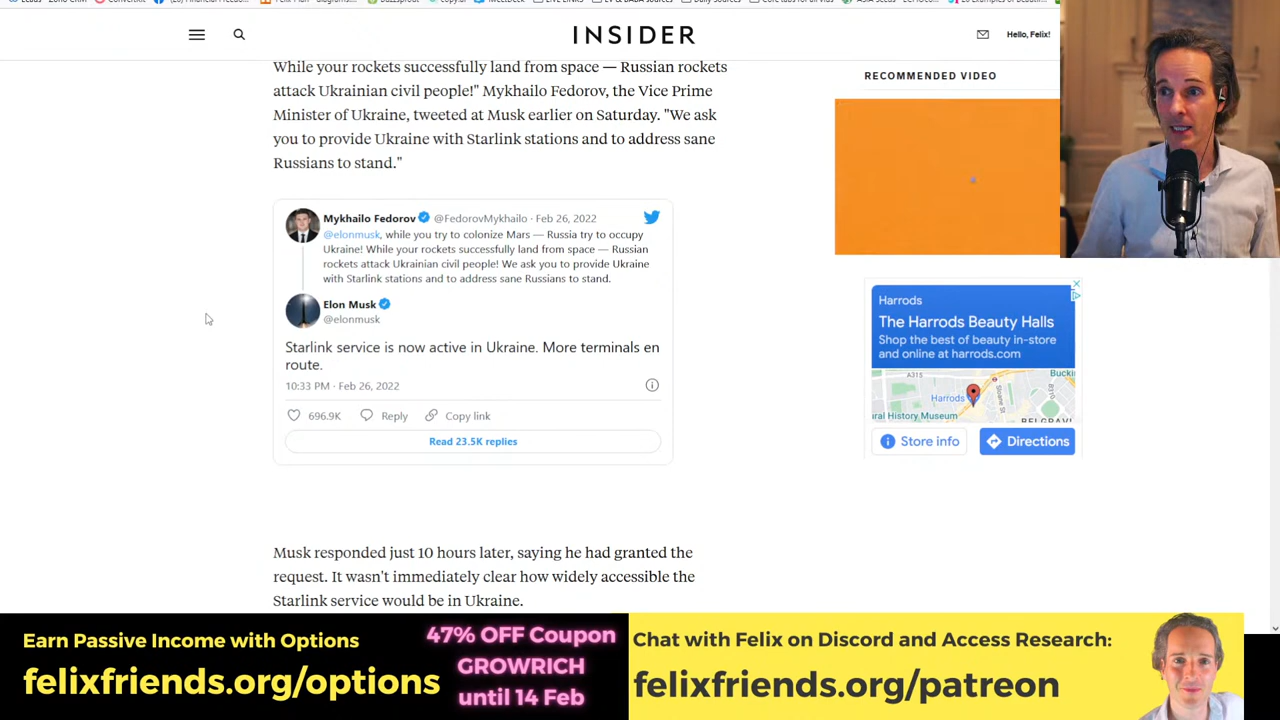 INSIDER
Hello, Felix!
While your rockets successfully land from space — Russian rockets
attack Ukrainian civil people!" Mykhailo Fedorov, the Vice Prime
Minister of Ukraine, tweeted at Musk earlier on Saturday. "We ask
you to provide Ukraine with Starlink stations and to address sane
Russians to stand."
RECOMMENDED VIDEO
Mykhailo Fedorov @FedorovMykhailo · Feb 26, 2022
@elonmusk, while you try to colonize Mars — Russia try to occupy
Ukraine! While your rockets successfully land from space — Russian
rockets attack Ukrainian civil people! We ask you to provide Ukraine
with Starlink stations and to address sane Russians to stand.
Elon Musk
@elonmusk
Starlink service is now active in Ukraine. More terminals en
route.
10:33 PM · Feb 26, 2022
696.9K Reply Copy link
Read 23.5K replies
Harrods
The Harrods Beauty Halls
Shop the best of beauty in-store
and online at harrods.com
A315
Harrods
ural History Museum
BELGRAVI
Store info
Directions
Musk responded just 10 hours later, saying he had granted the
request. It wasn't immediately clear how widely accessible the
Starlink service would be in Ukraine.
Earn Passive Income with Options
felixfriends.org/options
47% OFF Coupon
GROWRICH
until 14 Feb
Chat with Felix on Discord and Access Research:
felixfriends.org/patreon